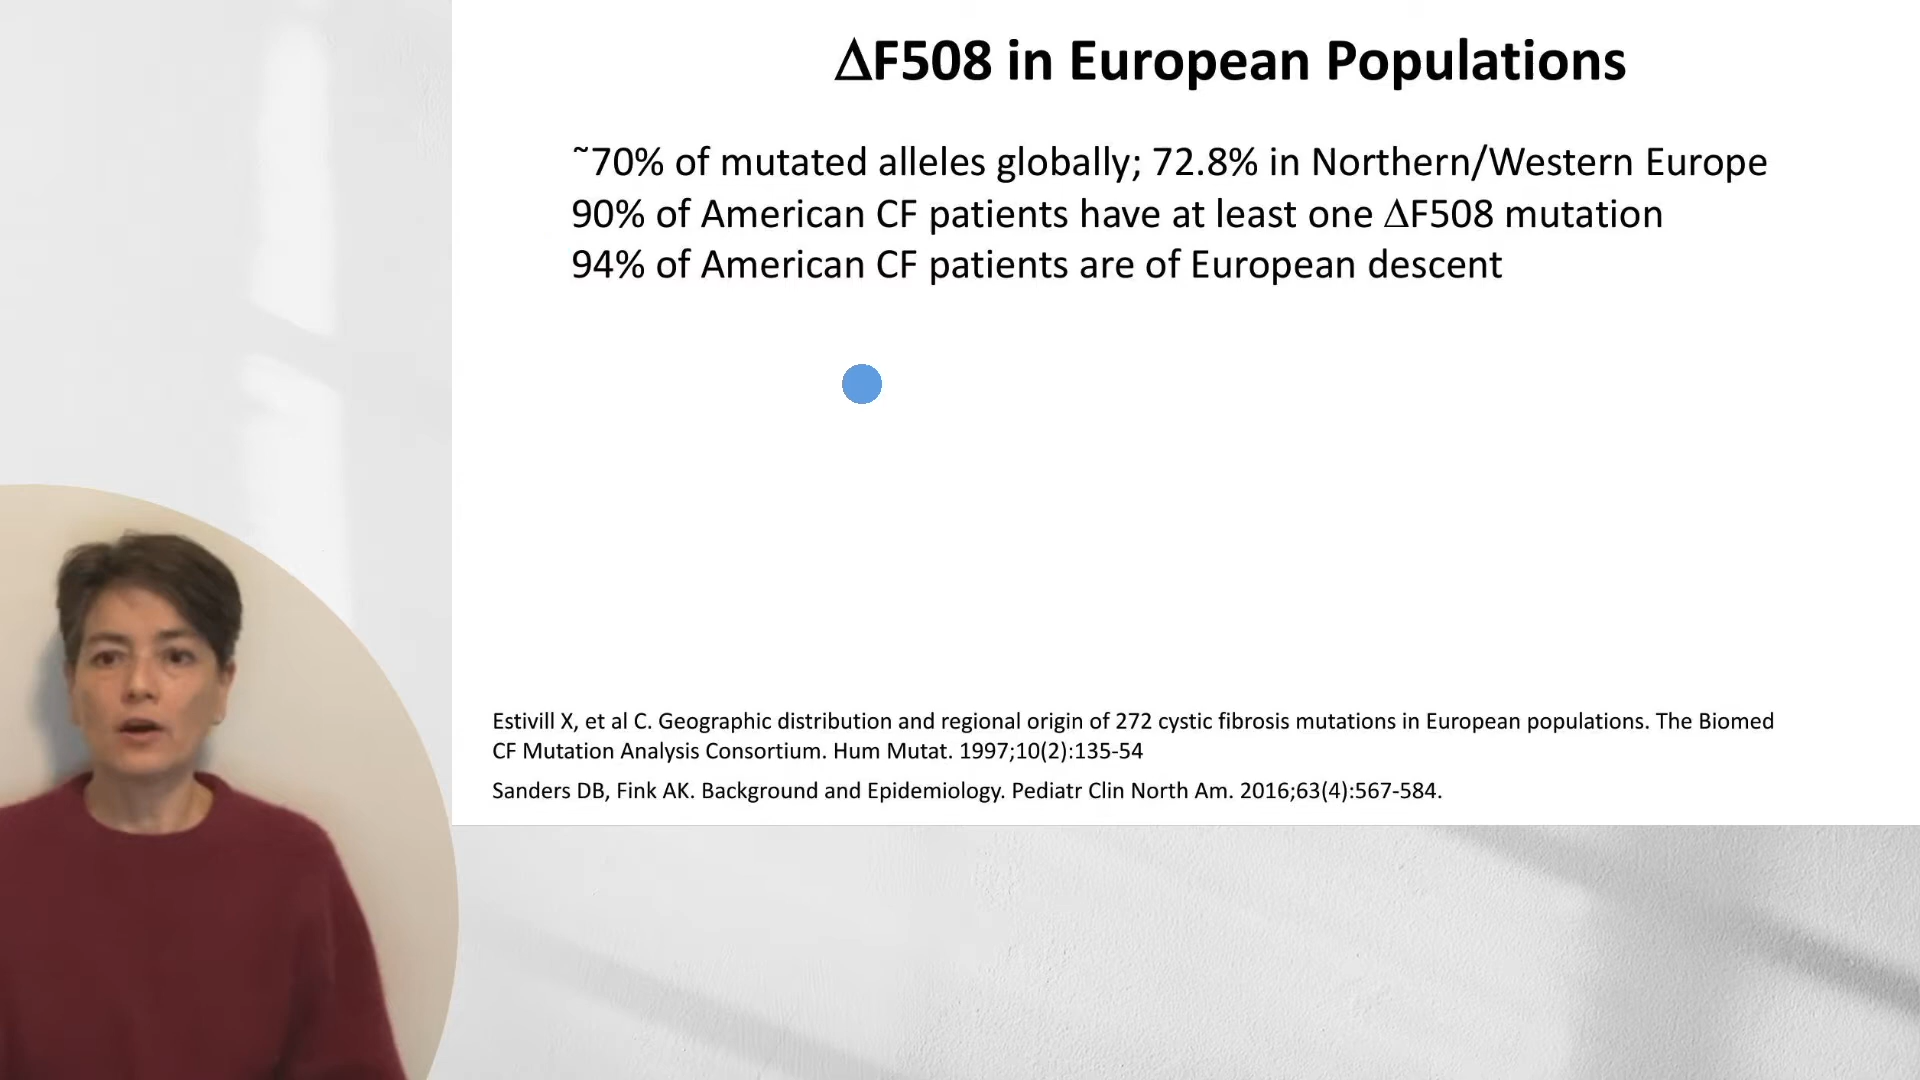 ΔF508 in European Populations
~70% of mutated alleles globally; 72.8% in Northern/Western Europe
90% of American CF patients have at least one ΔF508 mutation
94% of American CF patients are of European descent
Estivill X, et al C. Geographic distribution and regional origin of 272 cystic fibrosis mutations in European populations. The Biomed
CF Mutation Analysis Consortium. Hum Mutat. 1997;10(2):135-54
Sanders DB, Fink AK. Background and Epidemiology. Pediatr Clin North Am. 2016;63(4):567-584.